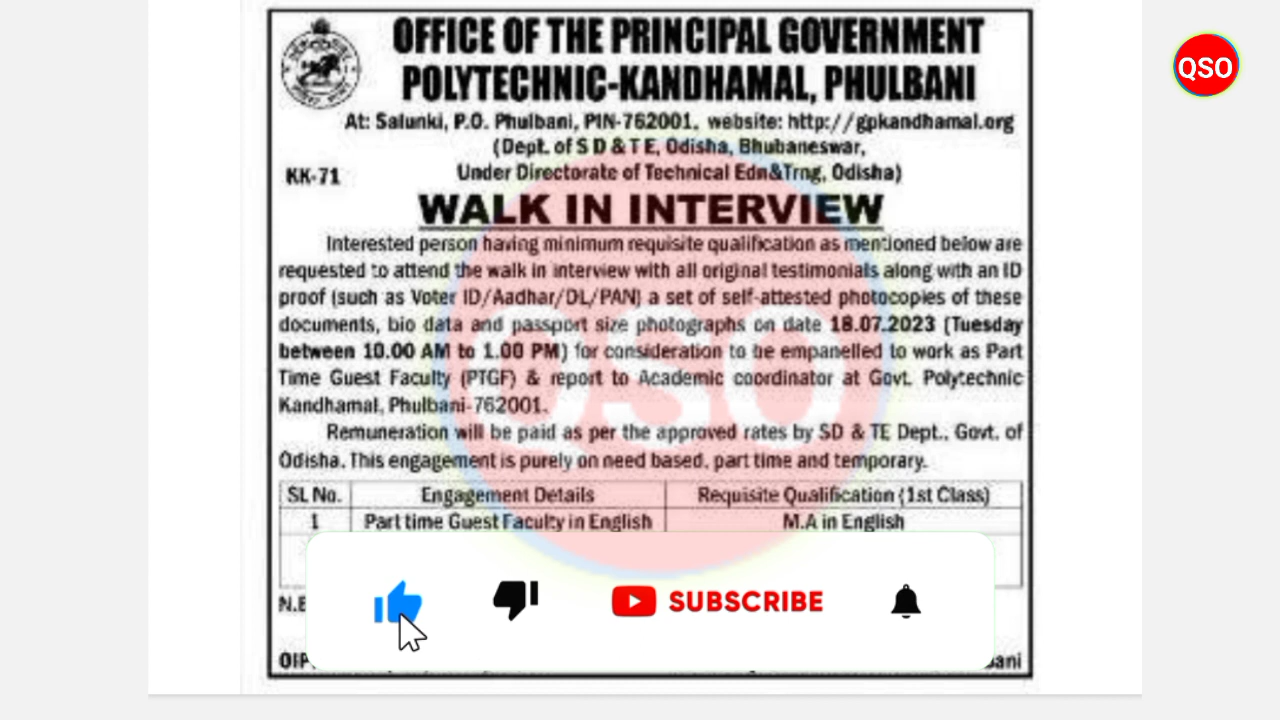 OFFICE OF THE PRINCIPAL GOVERNMENT
POLYTECHNIC-KANDHAMAL, PHULBANI
QSO
At: Salunki, P.O. Phulbani, PIN-762001, website: http://gpkandhamal.org
(Dept. of S D & T E, Odisha, Bhubaneswar,
KK-71 Under Directorate of Technical Edn&Trng, Odisha)
WALK IN INTERVIEW
Interested person having minimum requisite qualification as mentioned below are
requested to attend the walk in interview with all original testimonials along with an ID
proof (such as Voter ID/Aadhar/DL/PAN) a set of self-attested photocopies of these
documents, bio data and passport size photographs on date 18.07.2023 (Tuesday
between 10.00 AM to 1.00 PM) for consideration to be empanelled to work as Part
Time Guest Faculty (PTGF) & report to Academic coordinator at Govt. Polytechnic
Kandhamal, Phulbani-762001.
QSO
Remuneration will be paid as per the approved rates by SD & TE Dept., Govt. of
Odisha. This engagement is purely on need based, part time and temporary.
SL No. Engagement Details Requisite Qualification (1st Class)
1 Part time Guest Faculty in English M.A in English
SUBSCRIBE
N.B
OIP
bani